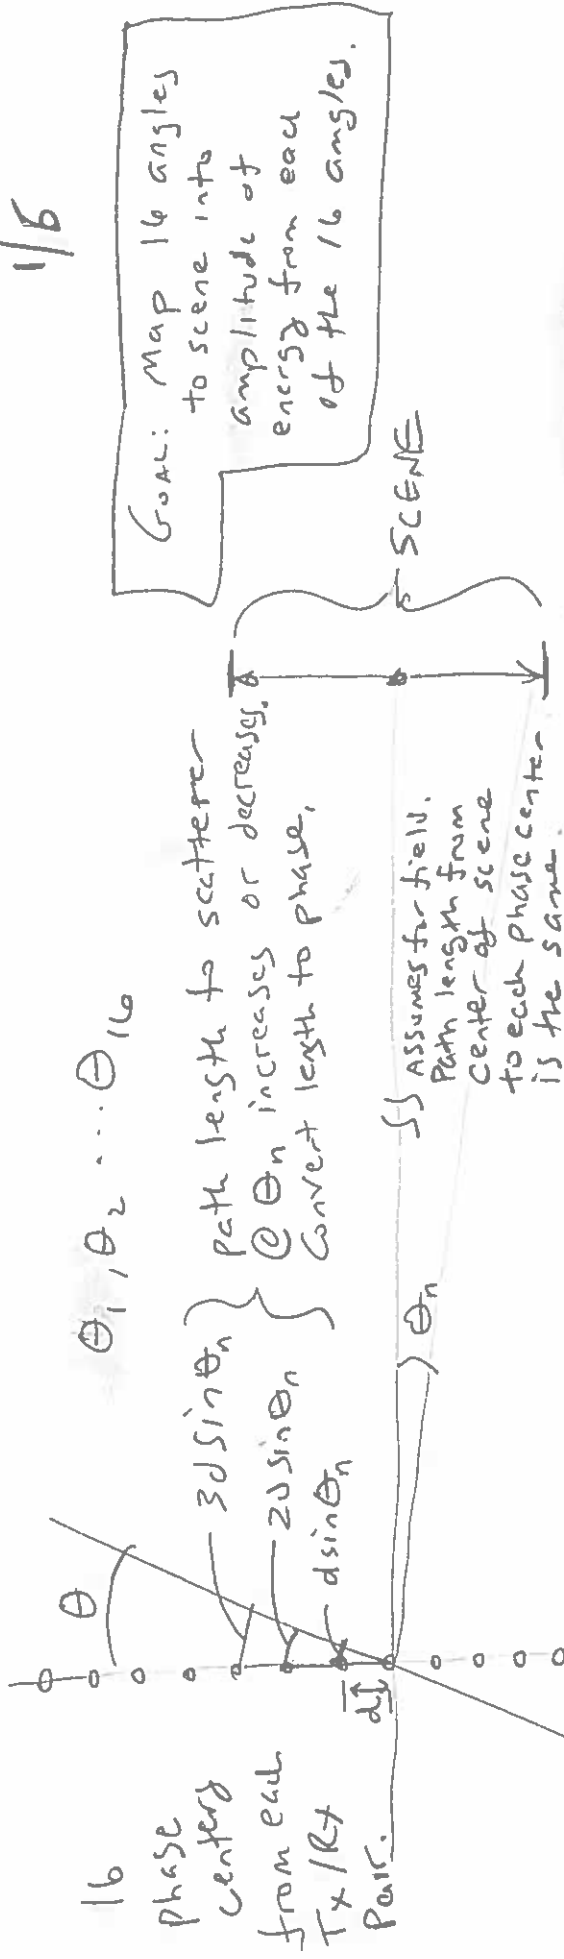 1/5
GOAL: Map 16 angles
to scene into
amplitude of
energy from each
of the 16 angles.
θ1, θ2 .... θ16
θ
3d sinθn
2d sinθn
d sinθn
path length to scatterer
@ θn increases or decreases.
Convert length to phase.
16
phase
centers
from each
Tx/Rx
Pair.
d
θn
SCENE
Assumes far field.
Path length from
center of scene
to each phase center
is the same.